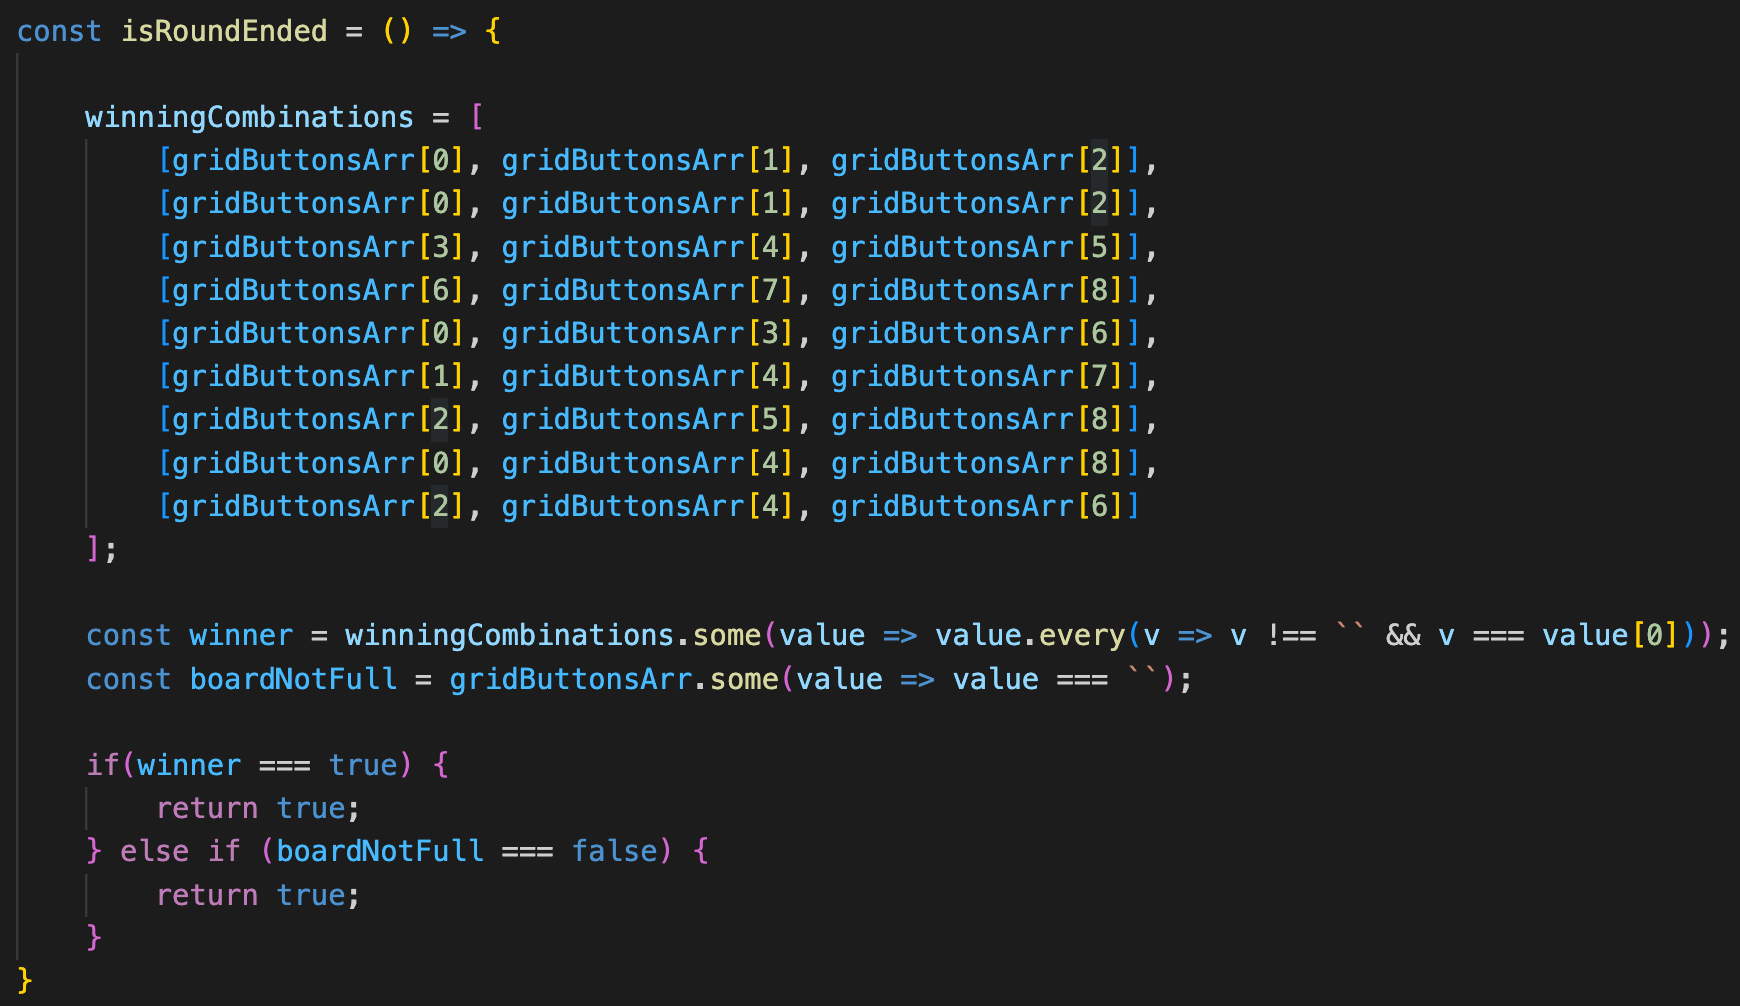 const isRoundEnded = () => {
winningCombinations = [
[gridButtonsArr[0], gridButtonsArr[1], gridButtonsArr[2]],
[gridButtonsArr[0], gridButtonsArr[1], gridButtonsArr[2]],
[gridButtonsArr[3], gridButtonsArr[4], gridButtonsArr[5]],
[gridButtonsArr[6], gridButtonsArr[7], gridButtonsArr[8]],
[gridButtonsArr[0], gridButtonsArr[3], gridButtonsArr[6]],
[gridButtonsArr[1], gridButtonsArr[4], gridButtonsArr[7]],
[gridButtonsArr[2], gridButtonsArr[5], gridButtonsArr[8]],
[gridButtonsArr[0], gridButtonsArr[4], gridButtonsArr[8]],
[gridButtonsArr[2], gridButtonsArr[4], gridButtonsArr[6]]
];
const winner = winningCombinations.some(value => value.every(v => v !== `` && v === value[0]));
const boardNotFull = gridButtonsArr.some(value => value === ``);
if(winner === true) {
return true;
} else if (boardNotFull === false) {
return true;
}
}